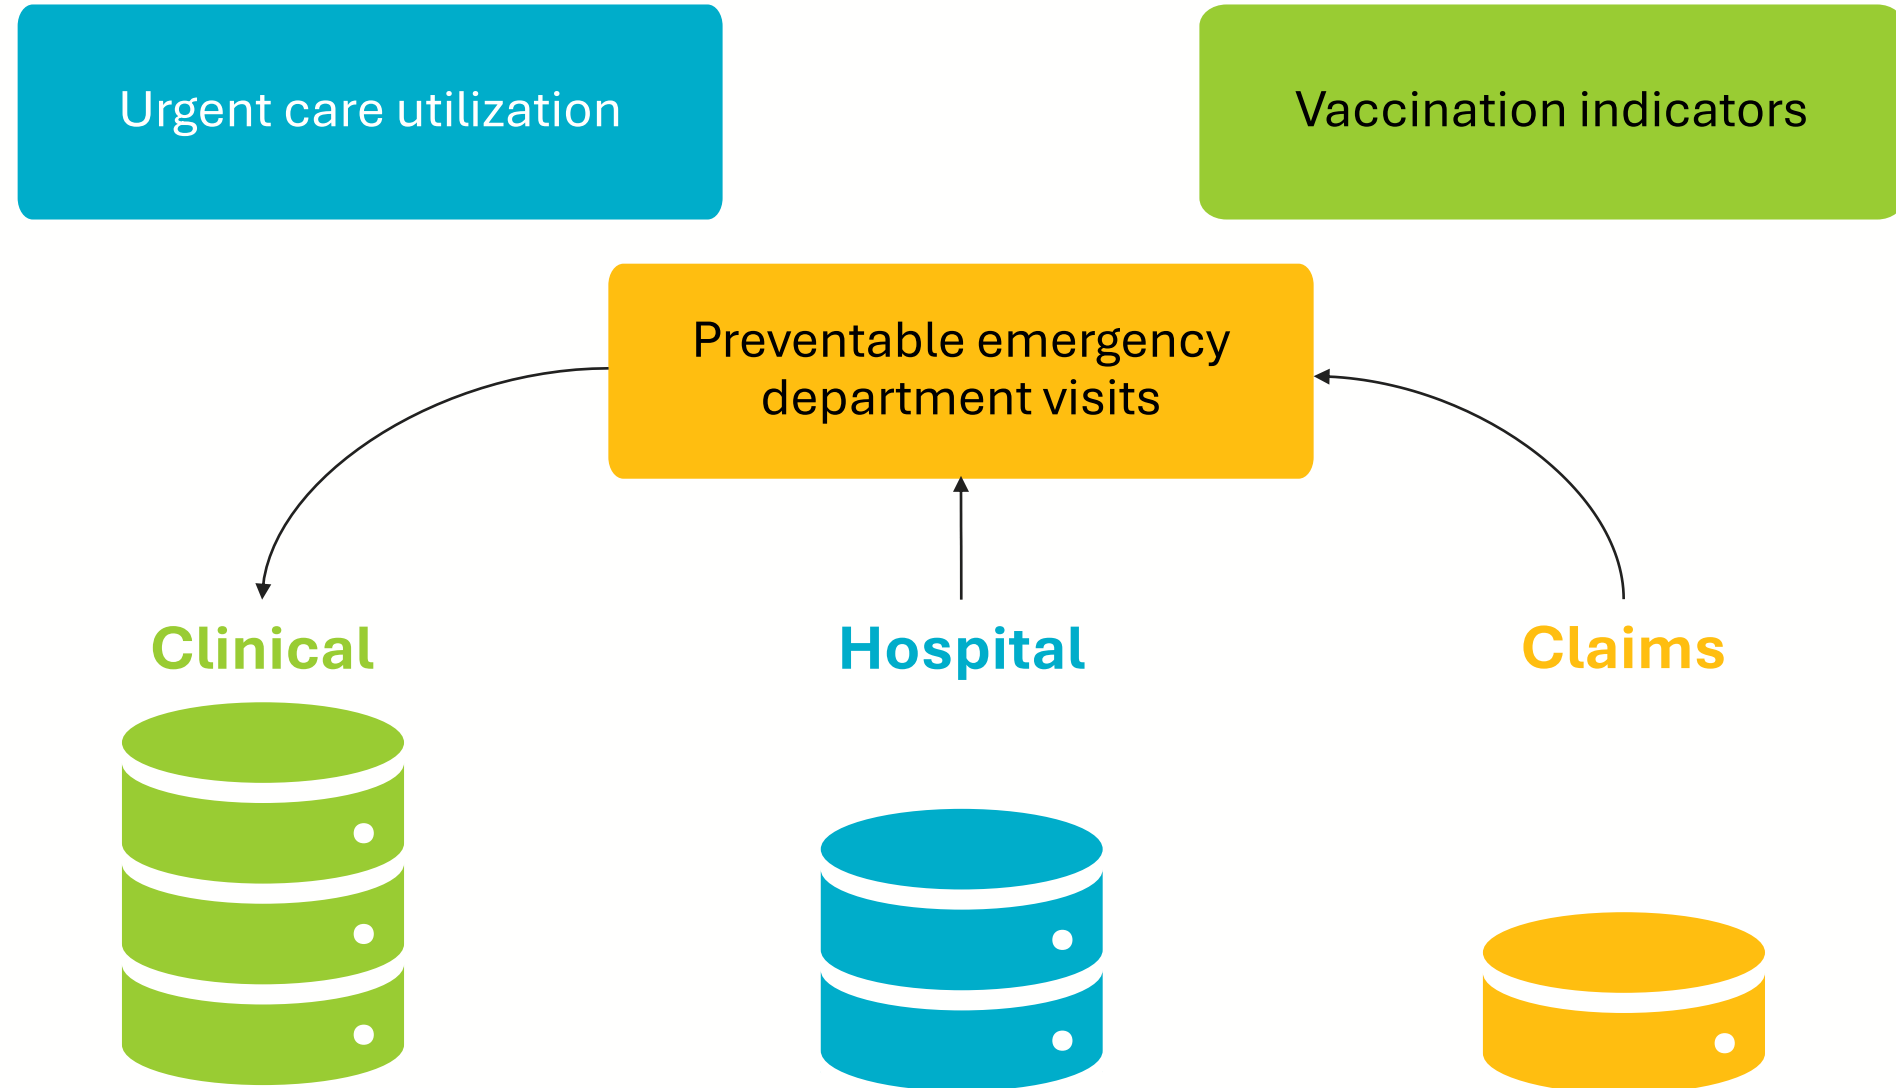 Urgent care utilization
Vaccination indicators
Preventable emergency
department visits
Clinical
Hospital
Claims